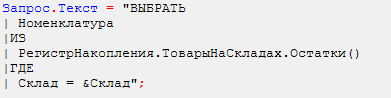 Запрос.Текст = "ВЫБРАТЬ
| Номенклатура
|ИЗ
| РегистрНакопления.ТоварыНаСкладах.Остатки()
|ГДЕ
| Склад = &Склад";